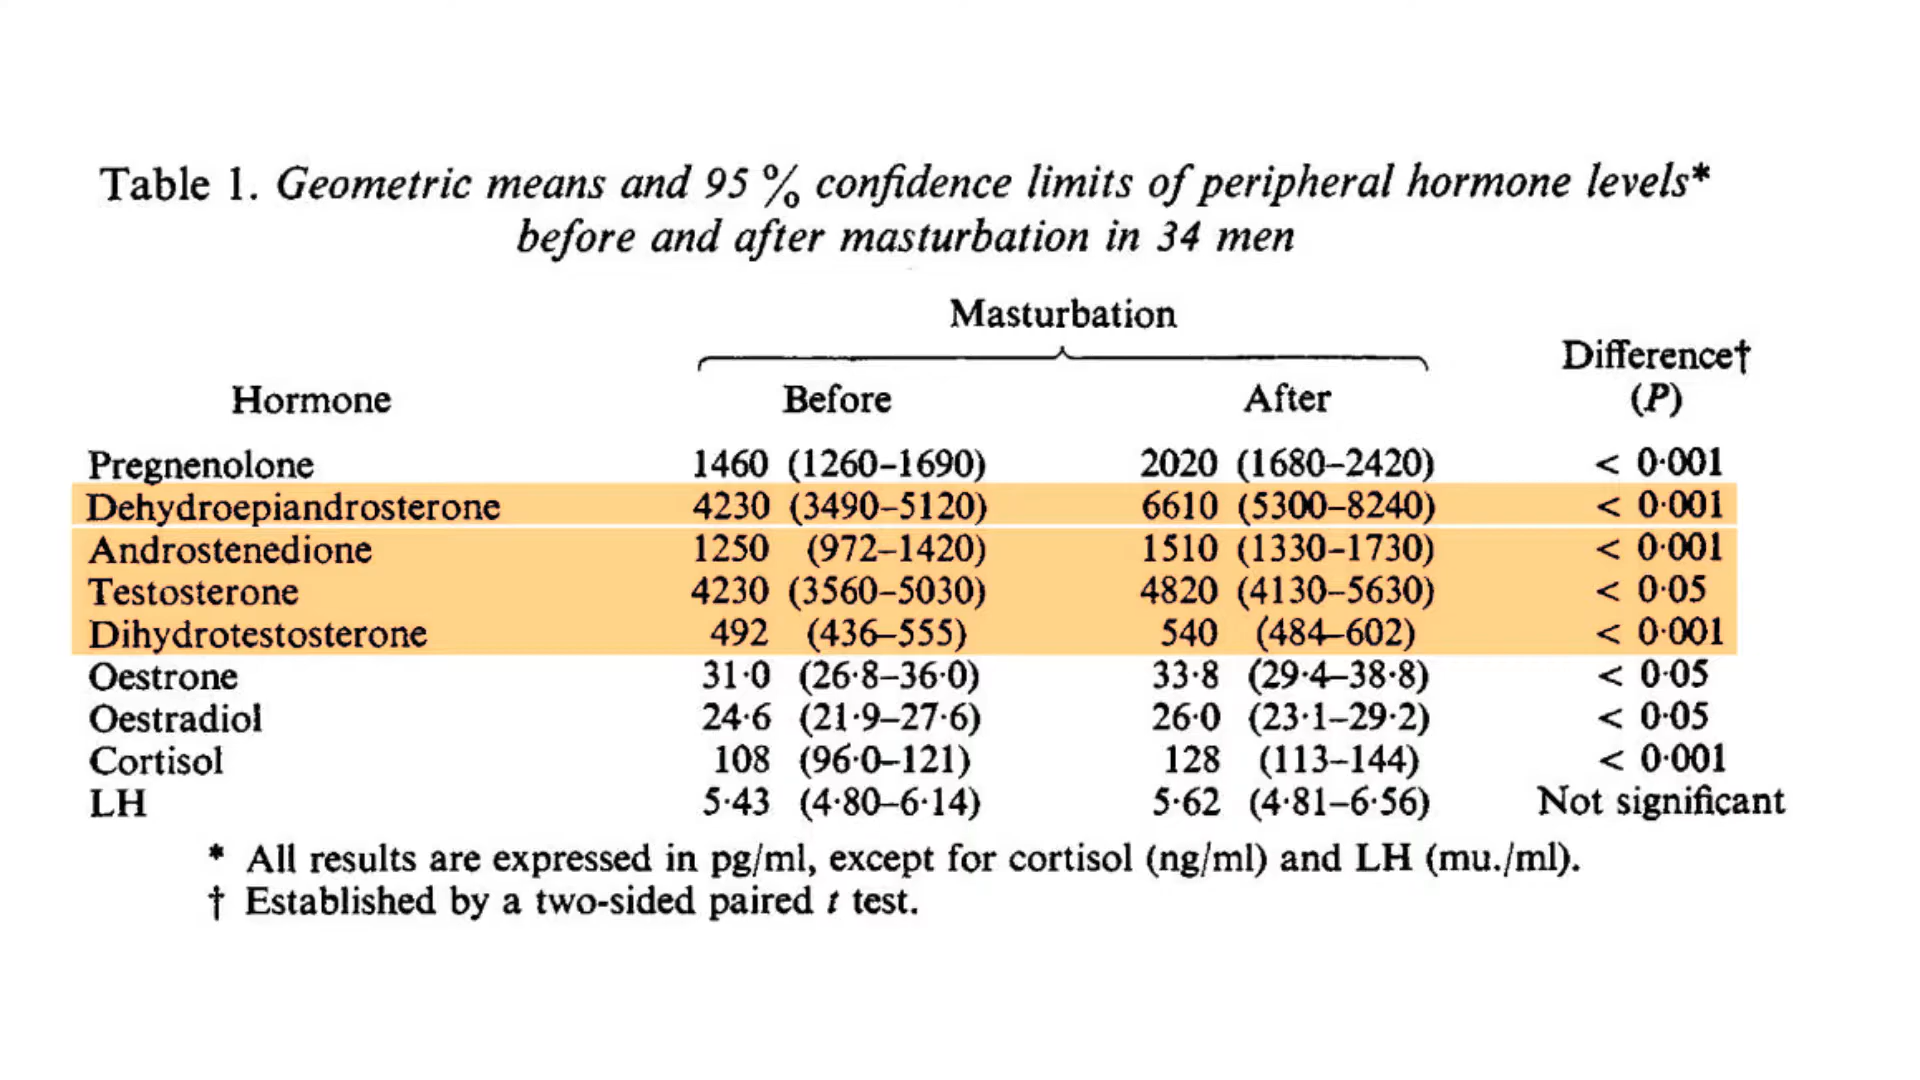 Table 1. Geometric means and 95 % confidence limits of peripheral hormone levels*
before and after masturbation in 34 men
Masturbation
Difference†
Hormone Before After (P)
Pregnenolone 1460 (1260–1690) 2020 (1680–2420) < 0·001
Dehydroepiandrosterone 4230 (3490–5120) 6610 (5300–8240) < 0·001
Androstenedione 1250 (972–1420) 1510 (1330–1730) < 0·001
Testosterone 4230 (3560–5030) 4820 (4130–5630) < 0·05
Dihydrotestosterone 492 (436–555) 540 (484–602) < 0·001
Oestrone 31·0 (26·8–36·0) 33·8 (29·4–38·8) < 0·05
Oestradiol 24·6 (21·9–27·6) 26·0 (23·1–29·2) < 0·05
Cortisol 108 (96·0–121) 128 (113–144) < 0·001
LH 5·43 (4·80–6·14) 5·62 (4·81–6·56) Not significant
* All results are expressed in pg/ml, except for cortisol (ng/ml) and LH (mu./ml).
† Established by a two-sided paired t test.